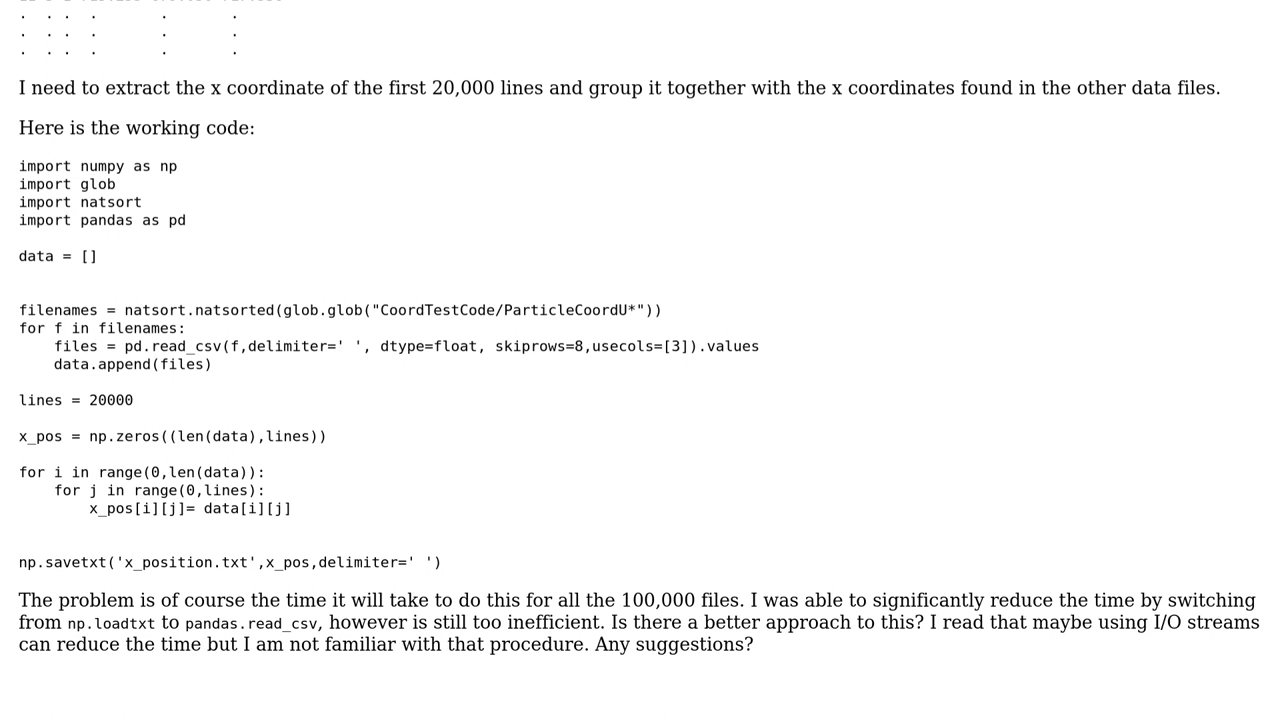 . . . . . .
. . . . . .
. . . . . .
I need to extract the x coordinate of the first 20,000 lines and group it together with the x coordinates found in the other data files.
Here is the working code:
import numpy as np
import glob
import natsort
import pandas as pd
data = []
filenames = natsort.natsorted(glob.glob("CoordTestCode/ParticleCoordU*"))
for f in filenames:
    files = pd.read_csv(f,delimiter=' ', dtype=float, skiprows=8,usecols=[3]).values
    data.append(files)
lines = 20000
x_pos = np.zeros((len(data),lines))
for i in range(0,len(data)):
    for j in range(0,lines):
        x_pos[i][j]= data[i][j]
np.savetxt('x_position.txt',x_pos,delimiter=' ')
The problem is of course the time it will take to do this for all the 100,000 files. I was able to significantly reduce the time by switching
from np.loadtxt to pandas.read_csv, however is still too inefficient. Is there a better approach to this? I read that maybe using I/O streams
can reduce the time but I am not familiar with that procedure. Any suggestions?